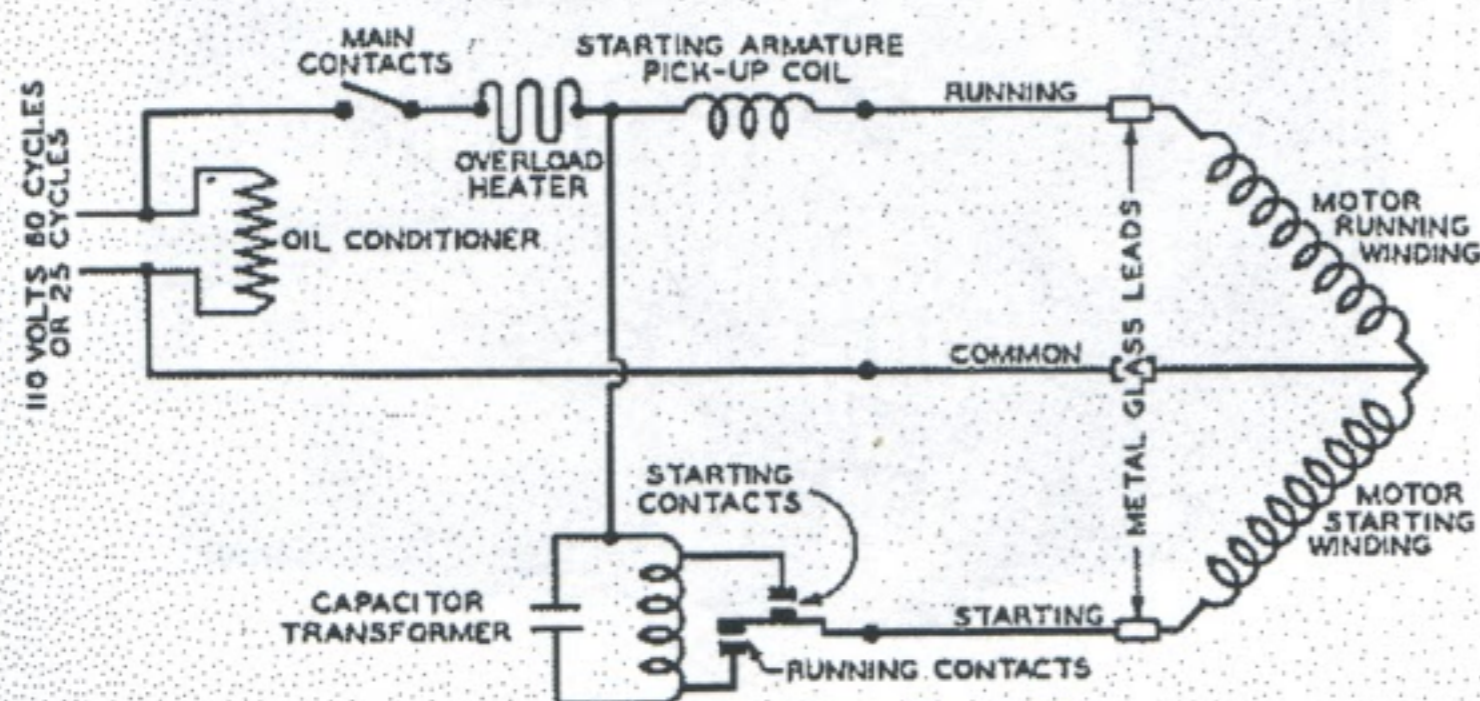 MAIN
CONTACTS
STARTING ARMATURE
PICK-UP COIL
RUNNING
OVERLOAD
HEATER
110 VOLTS 60 CYCLES
OR 25 CYCLES
OIL CONDITIONER
MOTOR
RUNNING
WINDING
METAL GLASS LEADS
COMMON
STARTING
CONTACTS
MOTOR
STARTING
WINDING
CAPACITOR
TRANSFORMER
STARTING
RUNNING CONTACTS